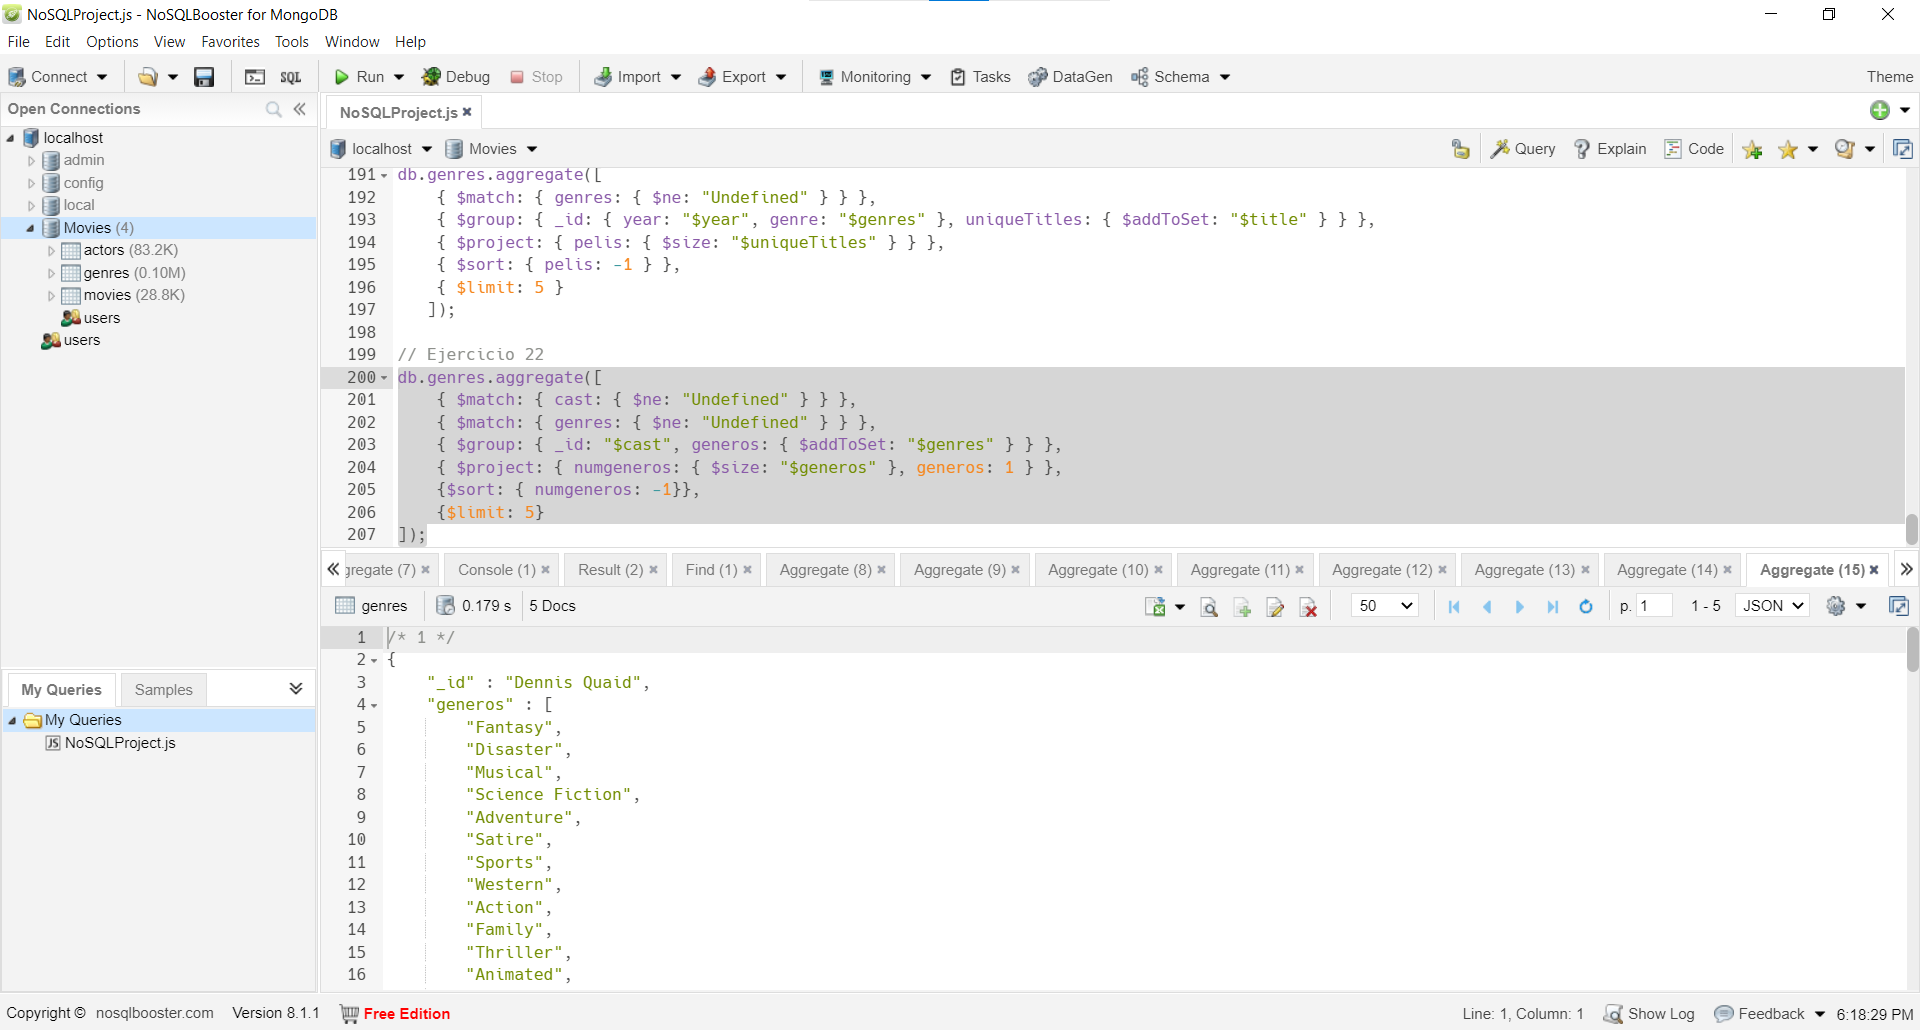 NoSQLProject.js - NoSQLBooster for MongoDB
File Edit Options View Favorites Tools Window Help
Connect SQL Run Debug Stop Import Export Monitoring Tasks DataGen Schema Theme
Open Connections
localhost
admin
config
local
Movies (4)
actors (83.2K)
genres (0.10M)
movies (28.8K)
users
users
My Queries Samples
My Queries
JS NoSQLProject.js
NoSQLProject.js
localhost Movies Query Explain Code
191 db.genres.aggregate([
192 { $match: { genres: { $ne: "Undefined" } } },
193 { $group: { _id: { year: "$year", genre: "$genres" }, uniqueTitles: { $addToSet: "$title" } } },
194 { $project: { pelis: { $size: "$uniqueTitles" } } },
195 { $sort: { pelis: -1 } },
196 { $limit: 5 }
197 ]);
198
199 // Ejercicio 22
200 db.genres.aggregate([
201 { $match: { cast: { $ne: "Undefined" } } },
202 { $match: { genres: { $ne: "Undefined" } } },
203 { $group: { _id: "$cast", generos: { $addToSet: "$genres" } } },
204 { $project: { numgeneros: { $size: "$generos" }, generos: 1 } },
205 {$sort: { numgeneros: -1}},
206 {$limit: 5}
207 ]);
gregate (7) Console (1) Result (2) Find (1) Aggregate (8) Aggregate (9) Aggregate (10) Aggregate (11) Aggregate (12) Aggregate (13) Aggregate (14) Aggregate (15)
genres 0.179 s 5 Docs 50 p. 1 1 - 5 JSON
1 /* 1 */
2 {
3 "_id" : "Dennis Quaid",
4 "generos" : [
5 "Fantasy",
6 "Disaster",
7 "Musical",
8 "Science Fiction",
9 "Adventure",
10 "Satire",
11 "Sports",
12 "Western",
13 "Action",
14 "Family",
15 "Thriller",
16 "Animated",
Copyright © nosqlbooster.com Version 8.1.1 Free Edition Line: 1, Column: 1 Show Log Feedback 6:18:29 PM